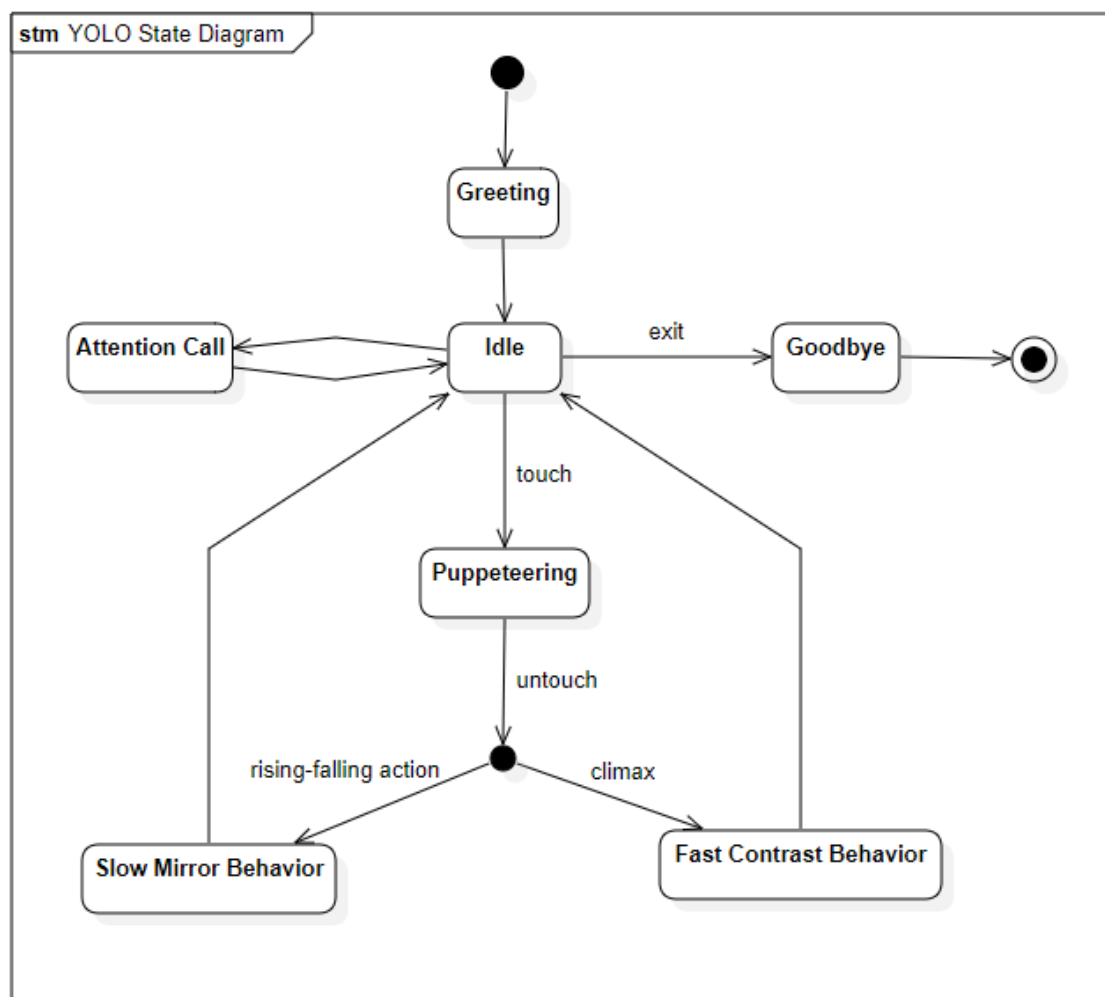 stm YOLO State Diagram
Greeting
Attention Call
Idle
exit
Goodbye
touch
Puppeteering
untouch
rising-falling action
climax
Slow Mirror Behavior
Fast Contrast Behavior